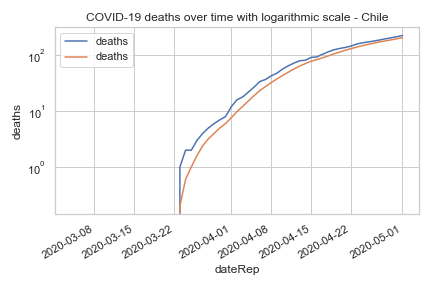 COVID-19 deaths over time with logarithmic scale - Chile
deaths
deaths
10²
10¹
10⁰
deaths
2020-03-08
2020-03-15
2020-03-22
2020-04-01
2020-04-08
2020-04-15
2020-04-22
2020-05-01
dateRep